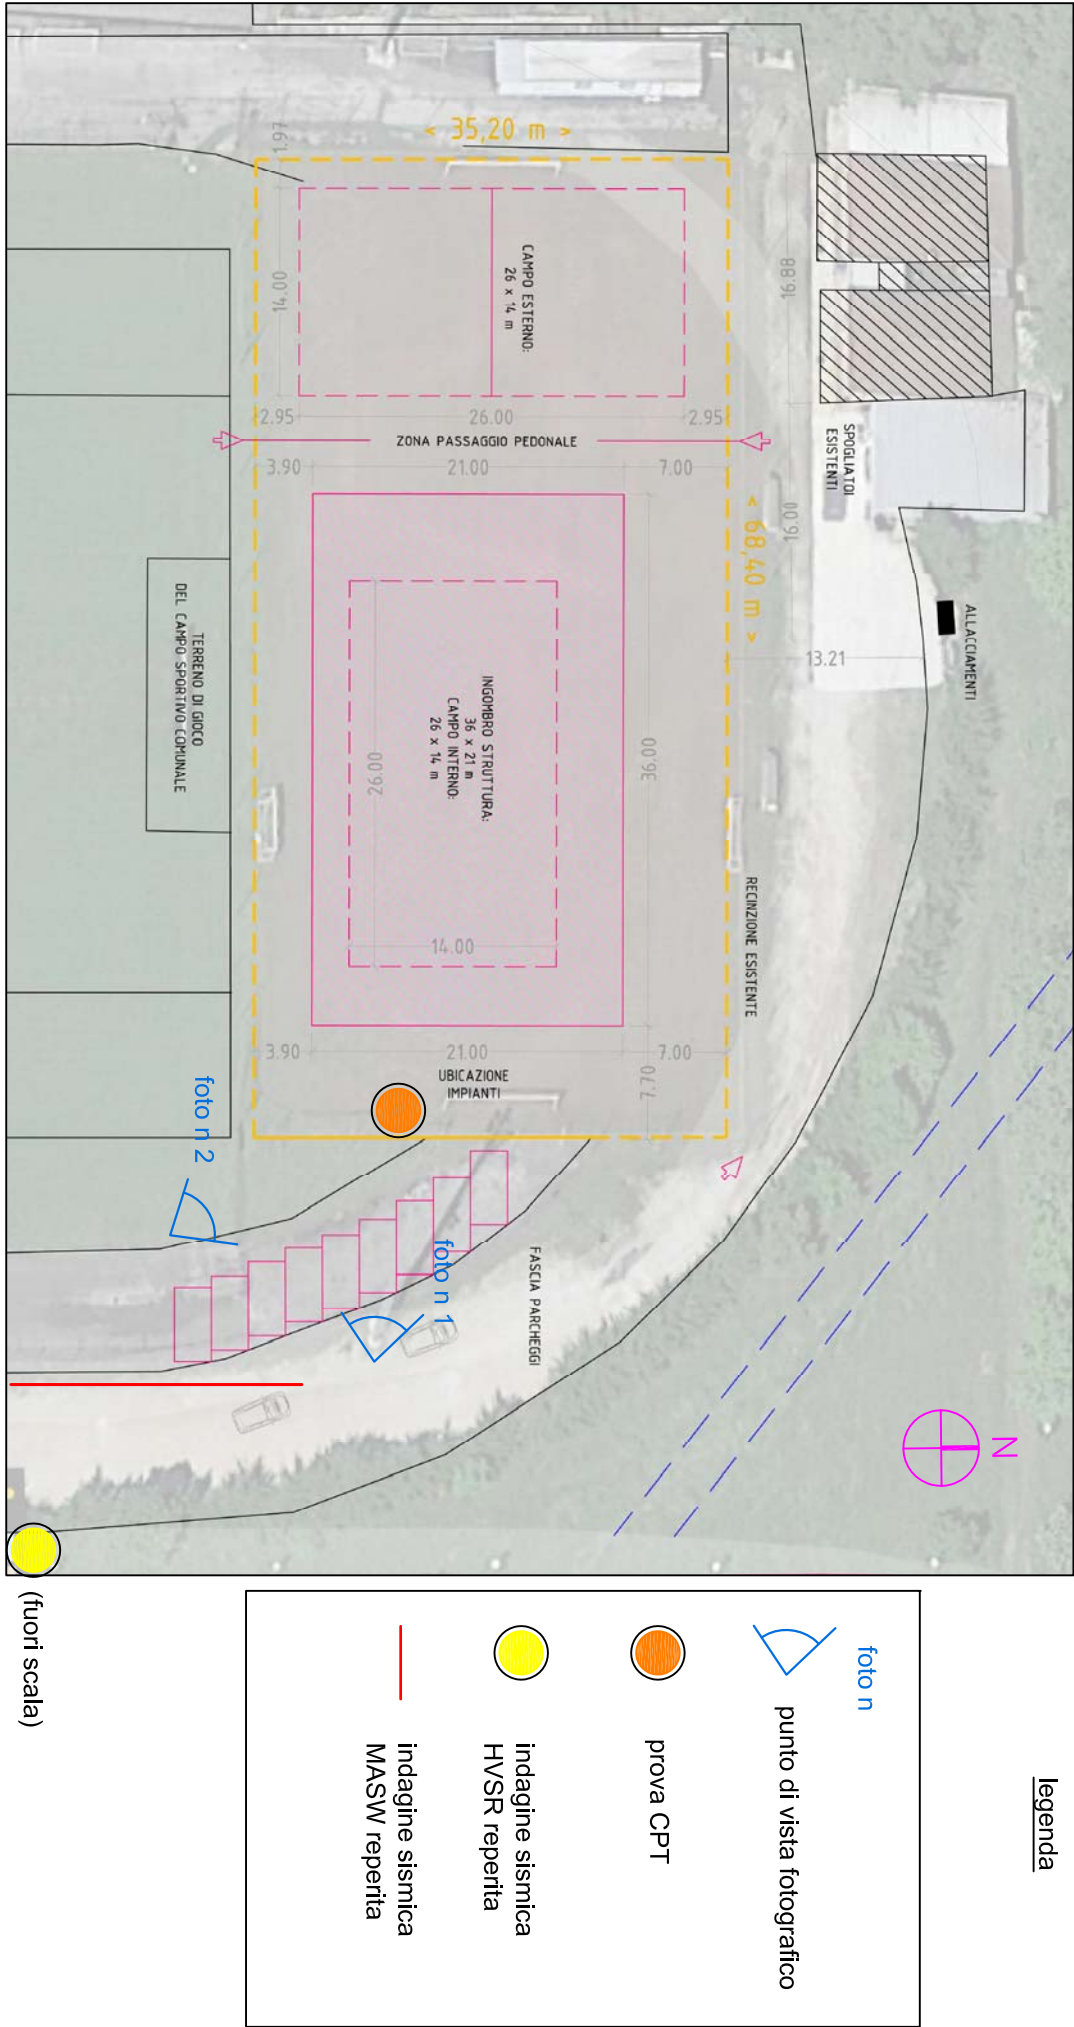 < 35,20 m >
1.97
14.00
CAMPO ESTERNO:
26 x 14 m
16.88
2.95
26.00
2.95
ZONA PASSAGGIO PEDONALE
SPOGLIATOI
ESISTENTI
3.90
21.00
7.00
< 68,40 m >
16.00
ALLACCIAMENTI
13.21
TERRENO DI GIOCO
DEL CAMPO SPORTIVO COMUNALE
INGOMBRO STRUTTURA:
36 x 21 m
CAMPO INTERNO:
26 x 14 m
26.00
36.00
14.00
RECINZIONE ESISTENTE
3.90
21.00
7.00
UBICAZIONE
IMPIANTI
7.70
foto n 2
foto n 1
FASCIA PARCHEGGI
N
(fuori scala)
legenda
foto n
punto di vista fotografico
prova CPT
indagine sismica
HVSR reperita
indagine sismica
MASW reperita